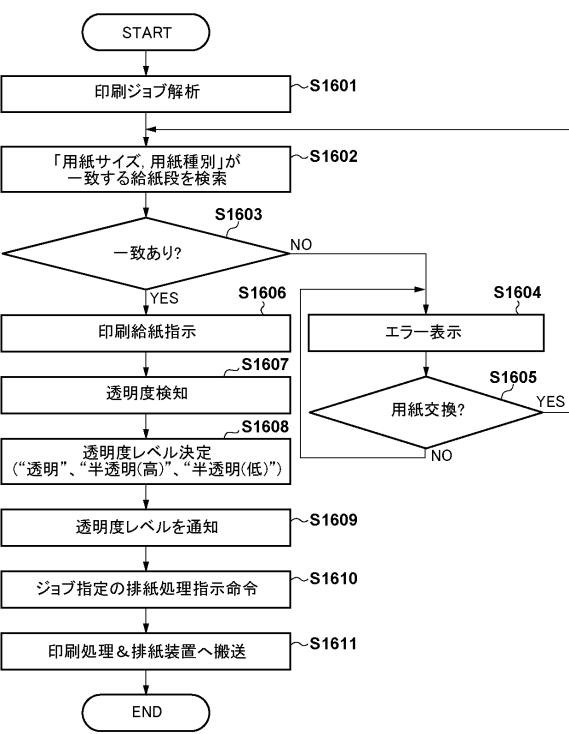 START
印刷ジョブ解析
S1601
「用紙サイズ, 用紙種別」が
一致する給紙段を検索
S1602
一致あり?
S1603
NO
YES
エラー表示
S1604
用紙交換?
S1605
YES
NO
印刷給紙指示
S1606
透明度検知
S1607
透明度レベル決定
(“透明”、“半透明(高)”、“半透明(低)”)
S1608
透明度レベルを通知
S1609
ジョブ指定の排紙処理指示命令
S1610
印刷処理&排紙装置へ搬送
S1611
END